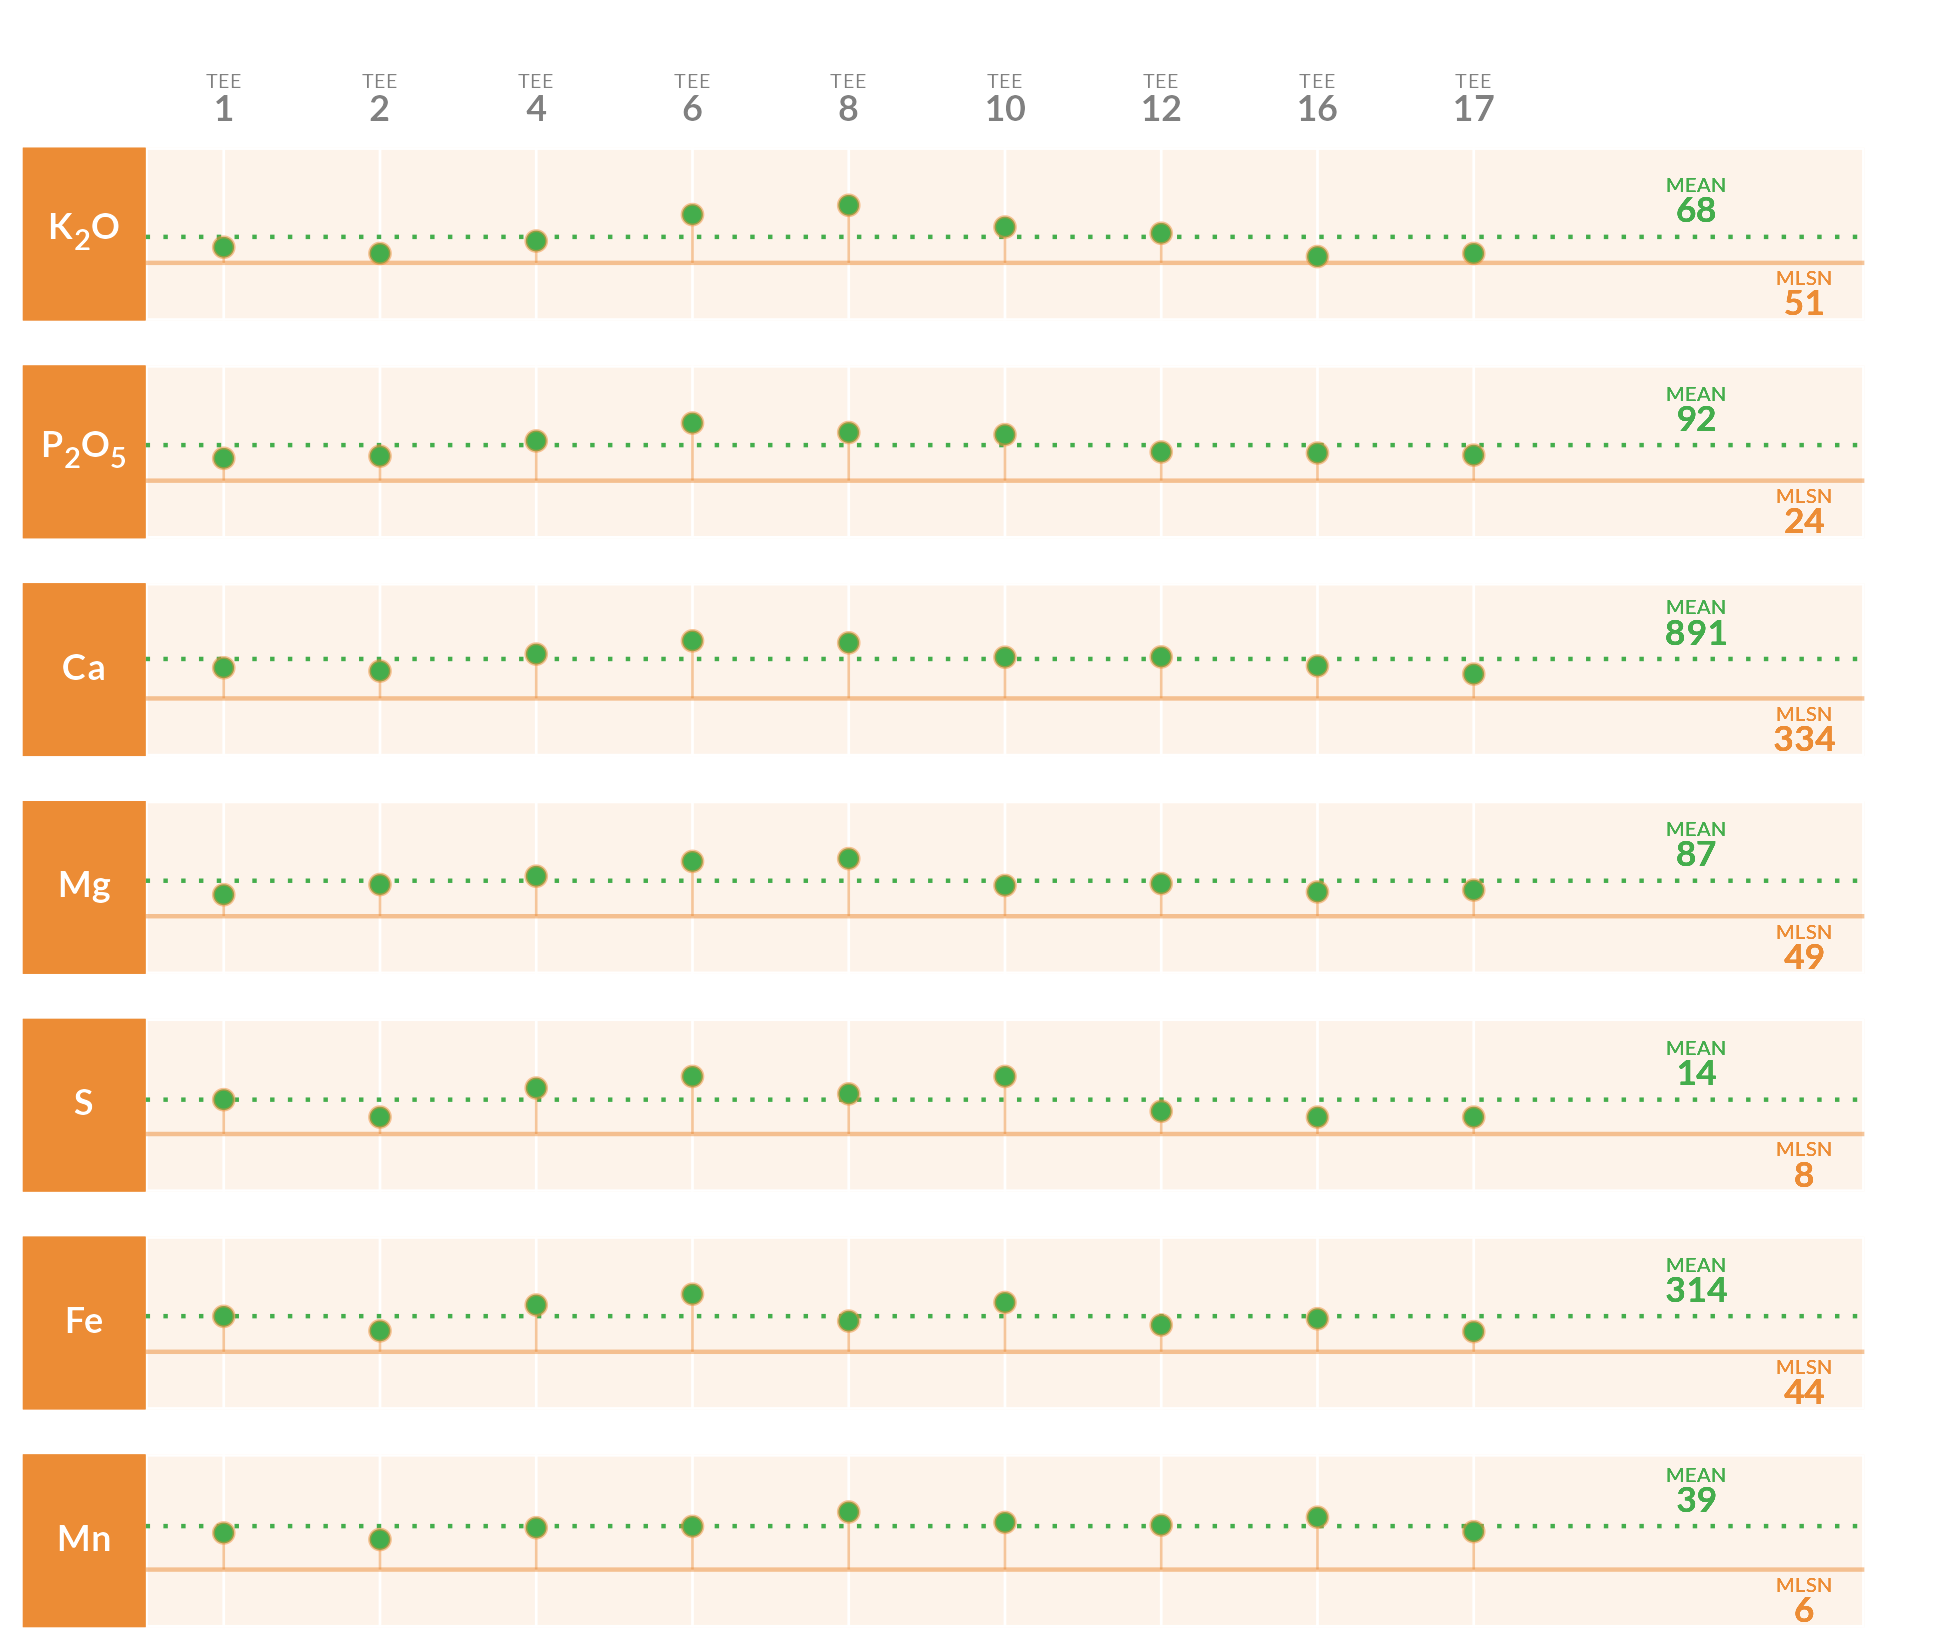 TEE TEE TEE TEE TEE TEE TEE TEE TEE
1 2 4 6 8 10 12 16 17
K₂O
MEAN
68
MLSN
51
P₂O₅
MEAN
92
MLSN
24
Ca
MEAN
891
MLSN
334
Mg
MEAN
87
MLSN
49
S
MEAN
14
MLSN
8
Fe
MEAN
314
MLSN
44
Mn
MEAN
39
MLSN
6